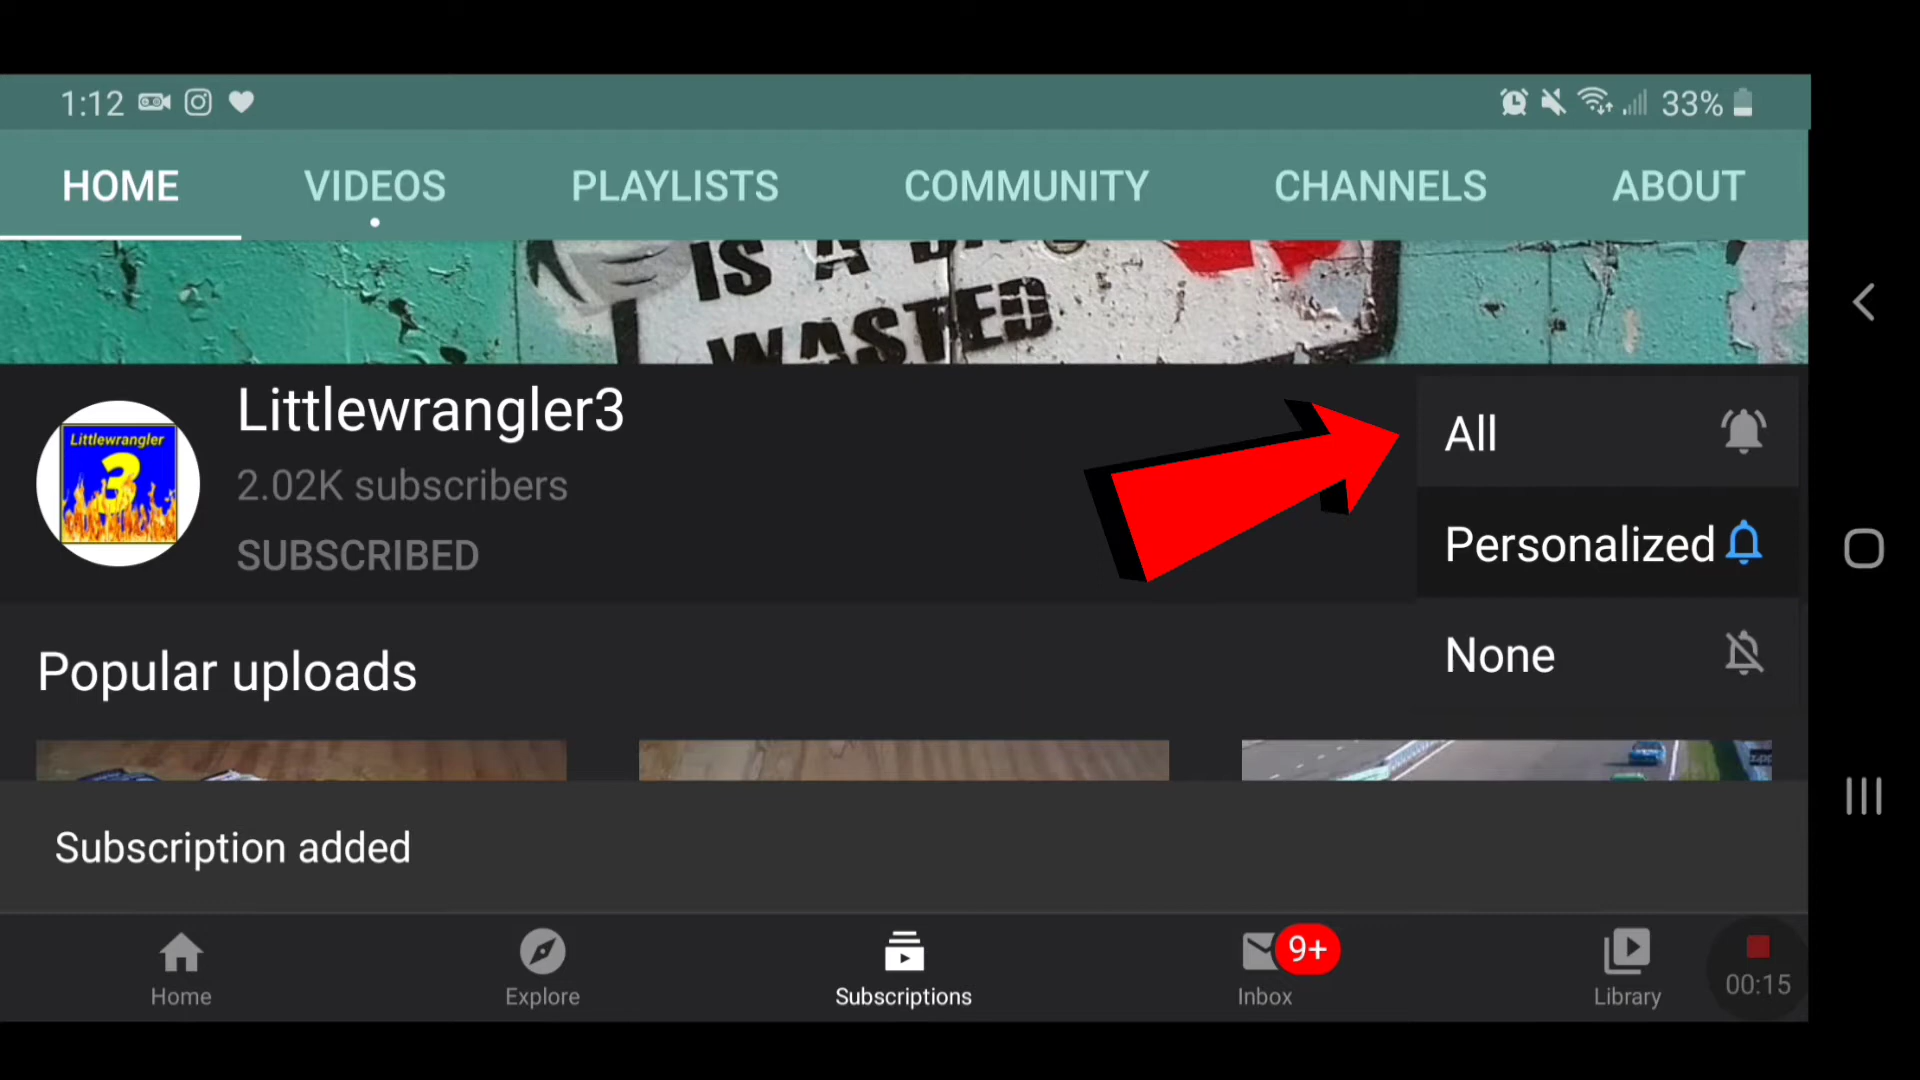 1:12
33%
HOME VIDEOS PLAYLISTS COMMUNITY CHANNELS ABOUT
IS A
WASTED
Littlewrangler
3
Littlewrangler3
2.02K subscribers
SUBSCRIBED
All
Personalized
None
Popular uploads
Subscription added
Home
Explore
Subscriptions
9+
Inbox
Library
00:15